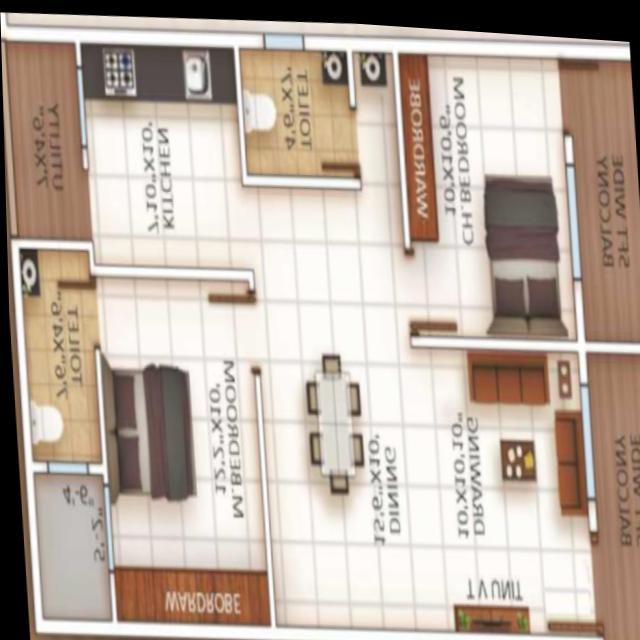 UTILITY
7'X4'6"
KITCHEN
7'10"X10'
TOILET
4'6"X7'
WARDROBE
CH.BEDROOM
10'X10'6"
BALCONY
5FT WIDE
TOILET
7'6"X4'6"
M.BEDROOM
12'2"X10'
DINING
12'6"X10'
DRAWING
10'X10'10"
BALCONY
5FT WIDE
WARDROBE
T.V UNIT